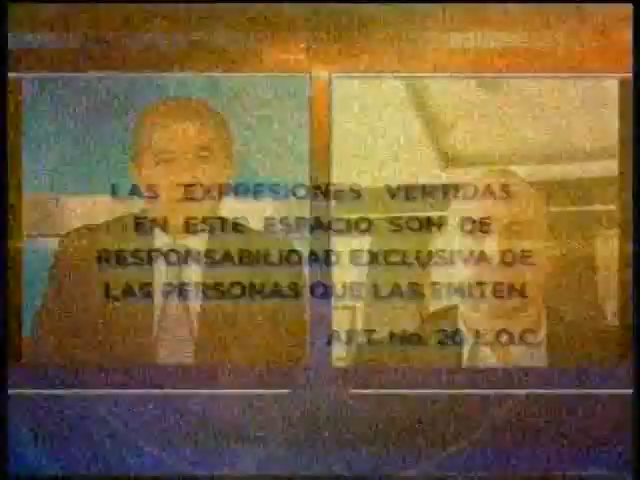 LAS EXPRESIONES VERTIDAS
EN ESTE ESPACIO SON DE
RESPONSABILIDAD EXCLUSIVA DE
LAS PERSONAS QUE LAS EMITEN
ART. No. 26 L.O.C.